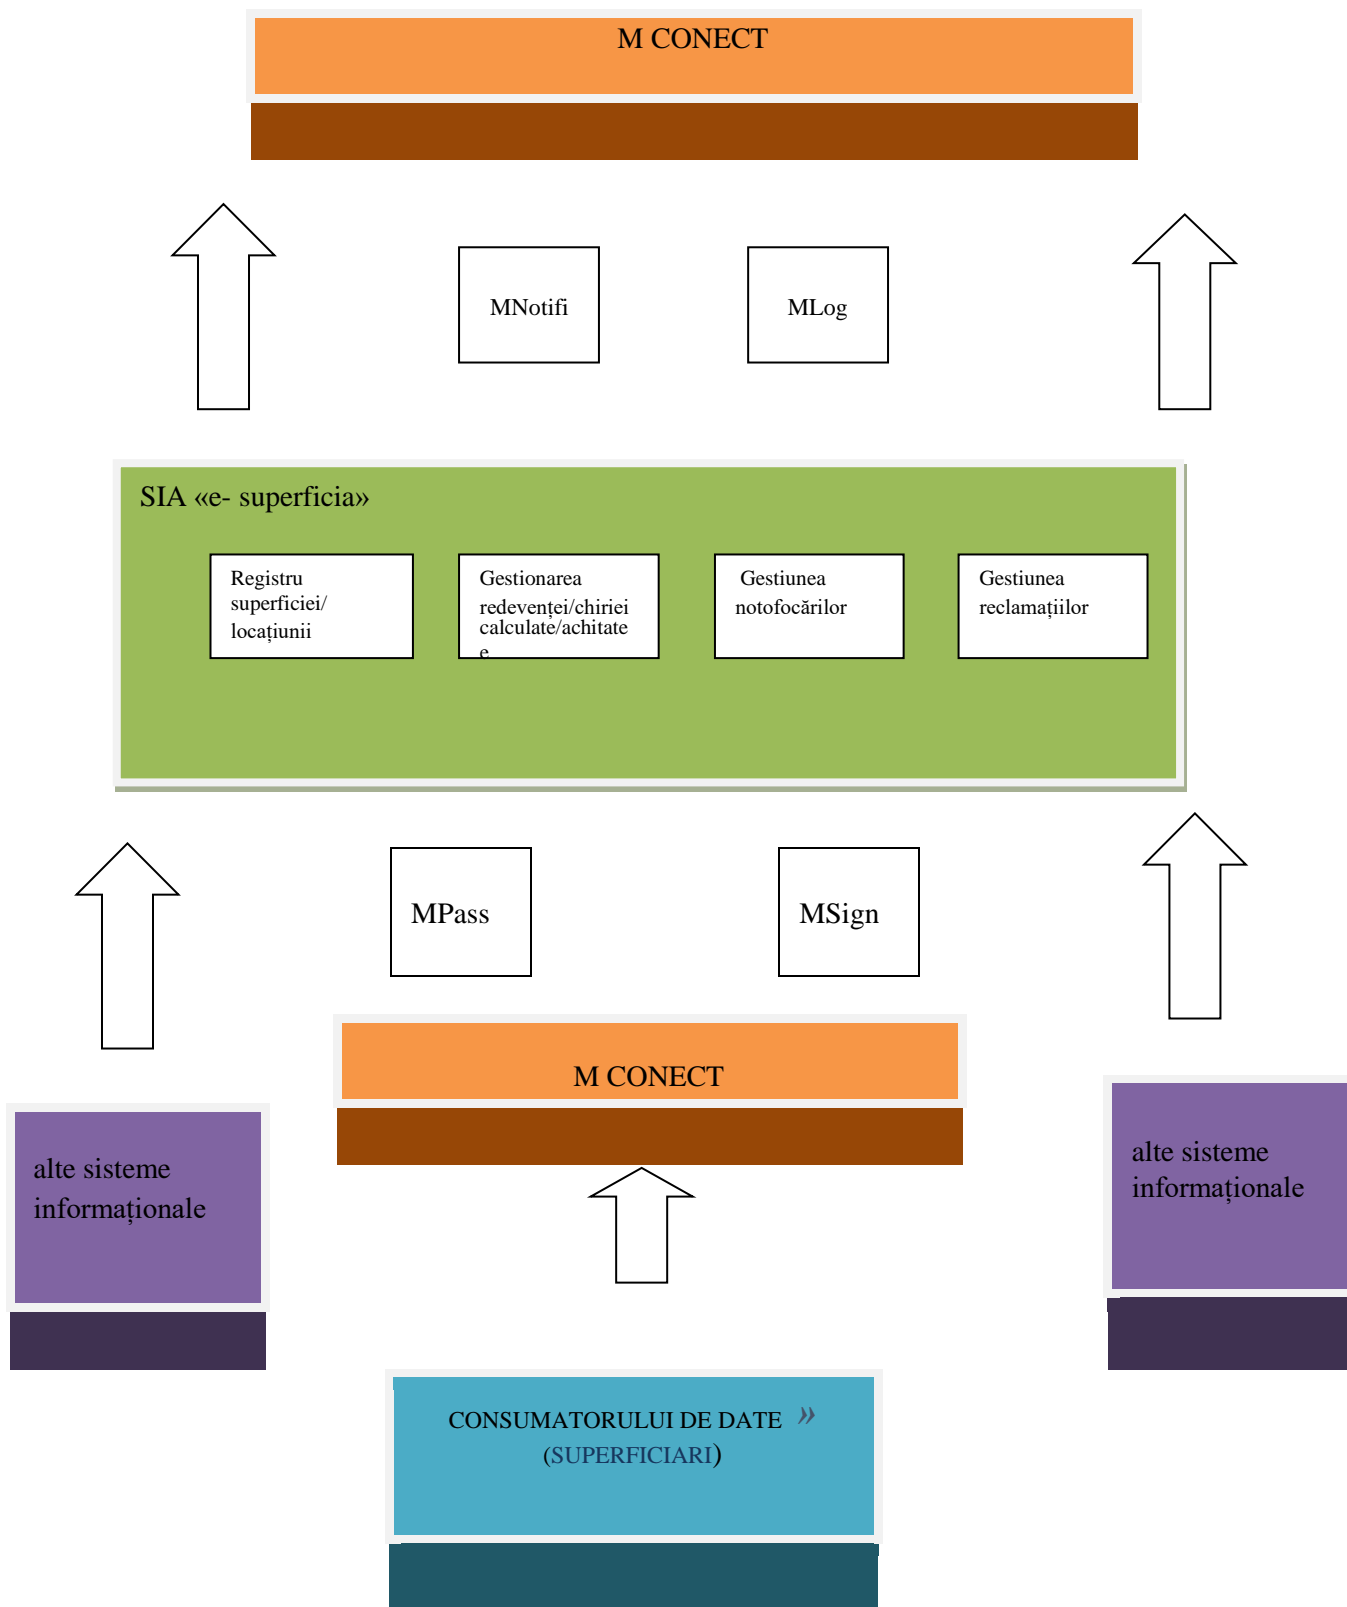 M CONECT
MNotifi
MLog
SIA «e- superficia»
Registru
superficiei/
locațiunii
Gestionarea
redevenței/chiriei
calculate/achitate
e
Gestiunea
notofocărilor
Gestiunea
reclamațiilor
MPass
MSign
M CONECT
alte sisteme
informaționale
alte sisteme
informaționale
CONSUMATORULUI DE DATE »
(SUPERFICIARI)